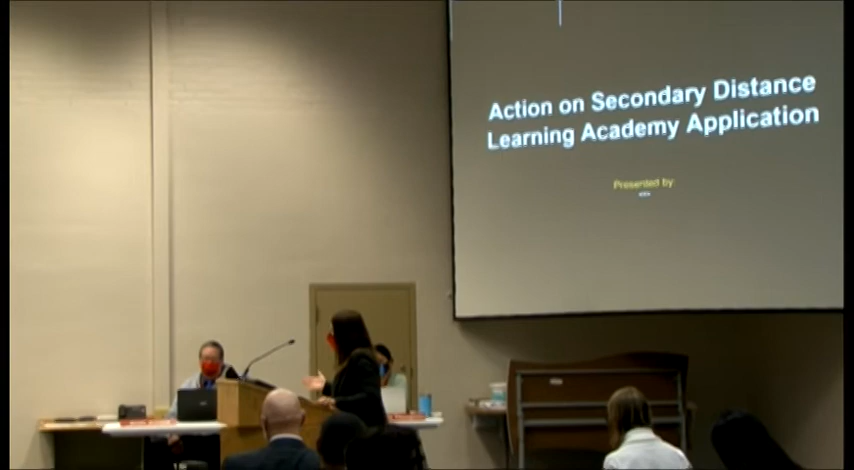 Action on Secondary Distance
Learning Academy Application
Presented by